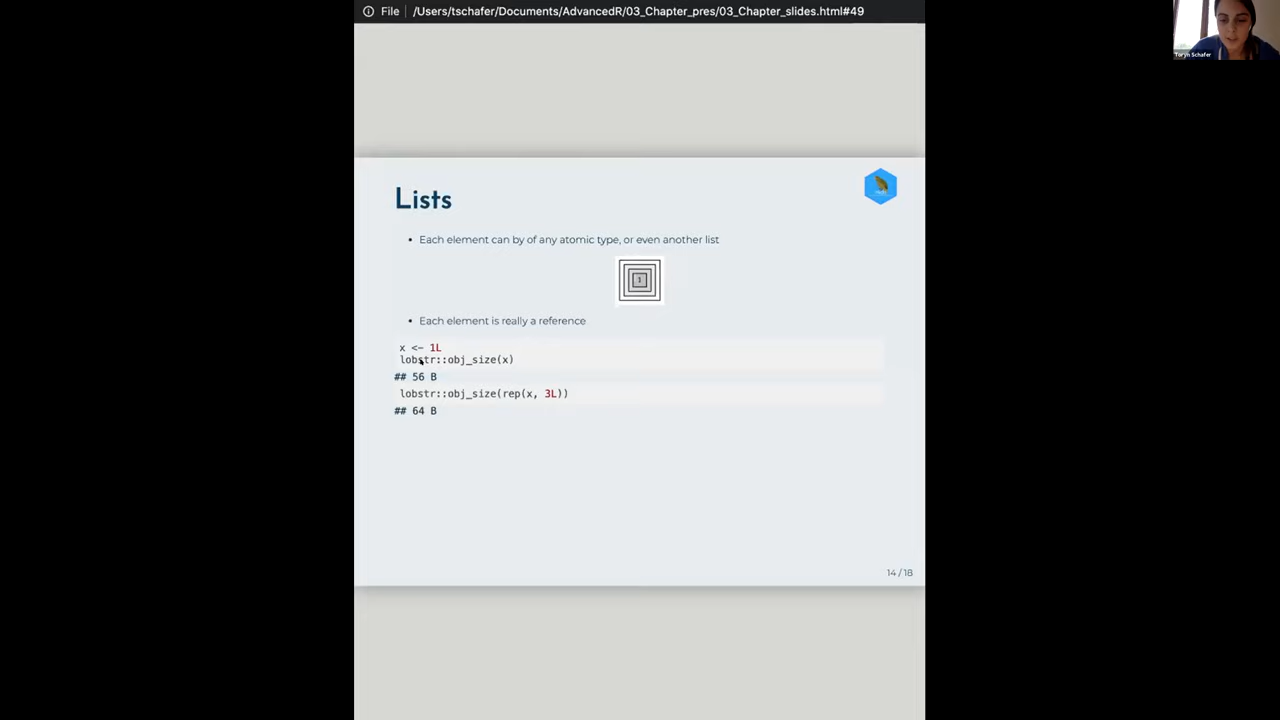 File
/Users/tschafer/Documents/AdvancedR/03_Chapter_pres/03_Chapter_slides.html#49
Toryn Schafer
Lists
• Each element can by of any atomic type, or even another list
1
• Each element is really a reference
x <- 1L
lobstr::obj_size(x)
## 56 B
lobstr::obj_size(rep(x, 3L))
## 64 B
14 / 18